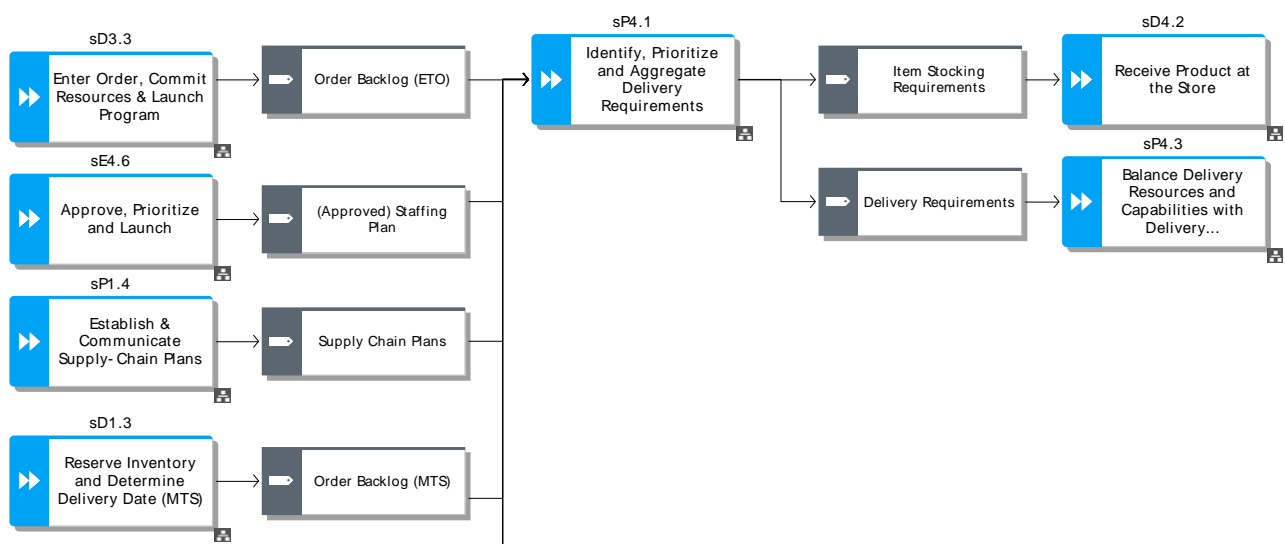 sD3.3
Enter Order, Commit
Resources & Launch
Program
Order Backlog (ETO)
sP4.1
Identify, Prioritize
and Aggregate
Delivery
Requirements
Item Stocking
Requirements
sD4.2
Receive Product at
the Store
sE4.6
Approve, Prioritize
and Launch
(Approved) Staffing
Plan
Delivery Requirements
sP4.3
Balance Delivery
Resources and
Capabilities with
Delivery...
sP1.4
Establish &
Communicate
Supply-Chain Plans
Supply Chain Plans
sD1.3
Reserve Inventory
and Determine
Delivery Date (MTS)
Order Backlog (MTS)